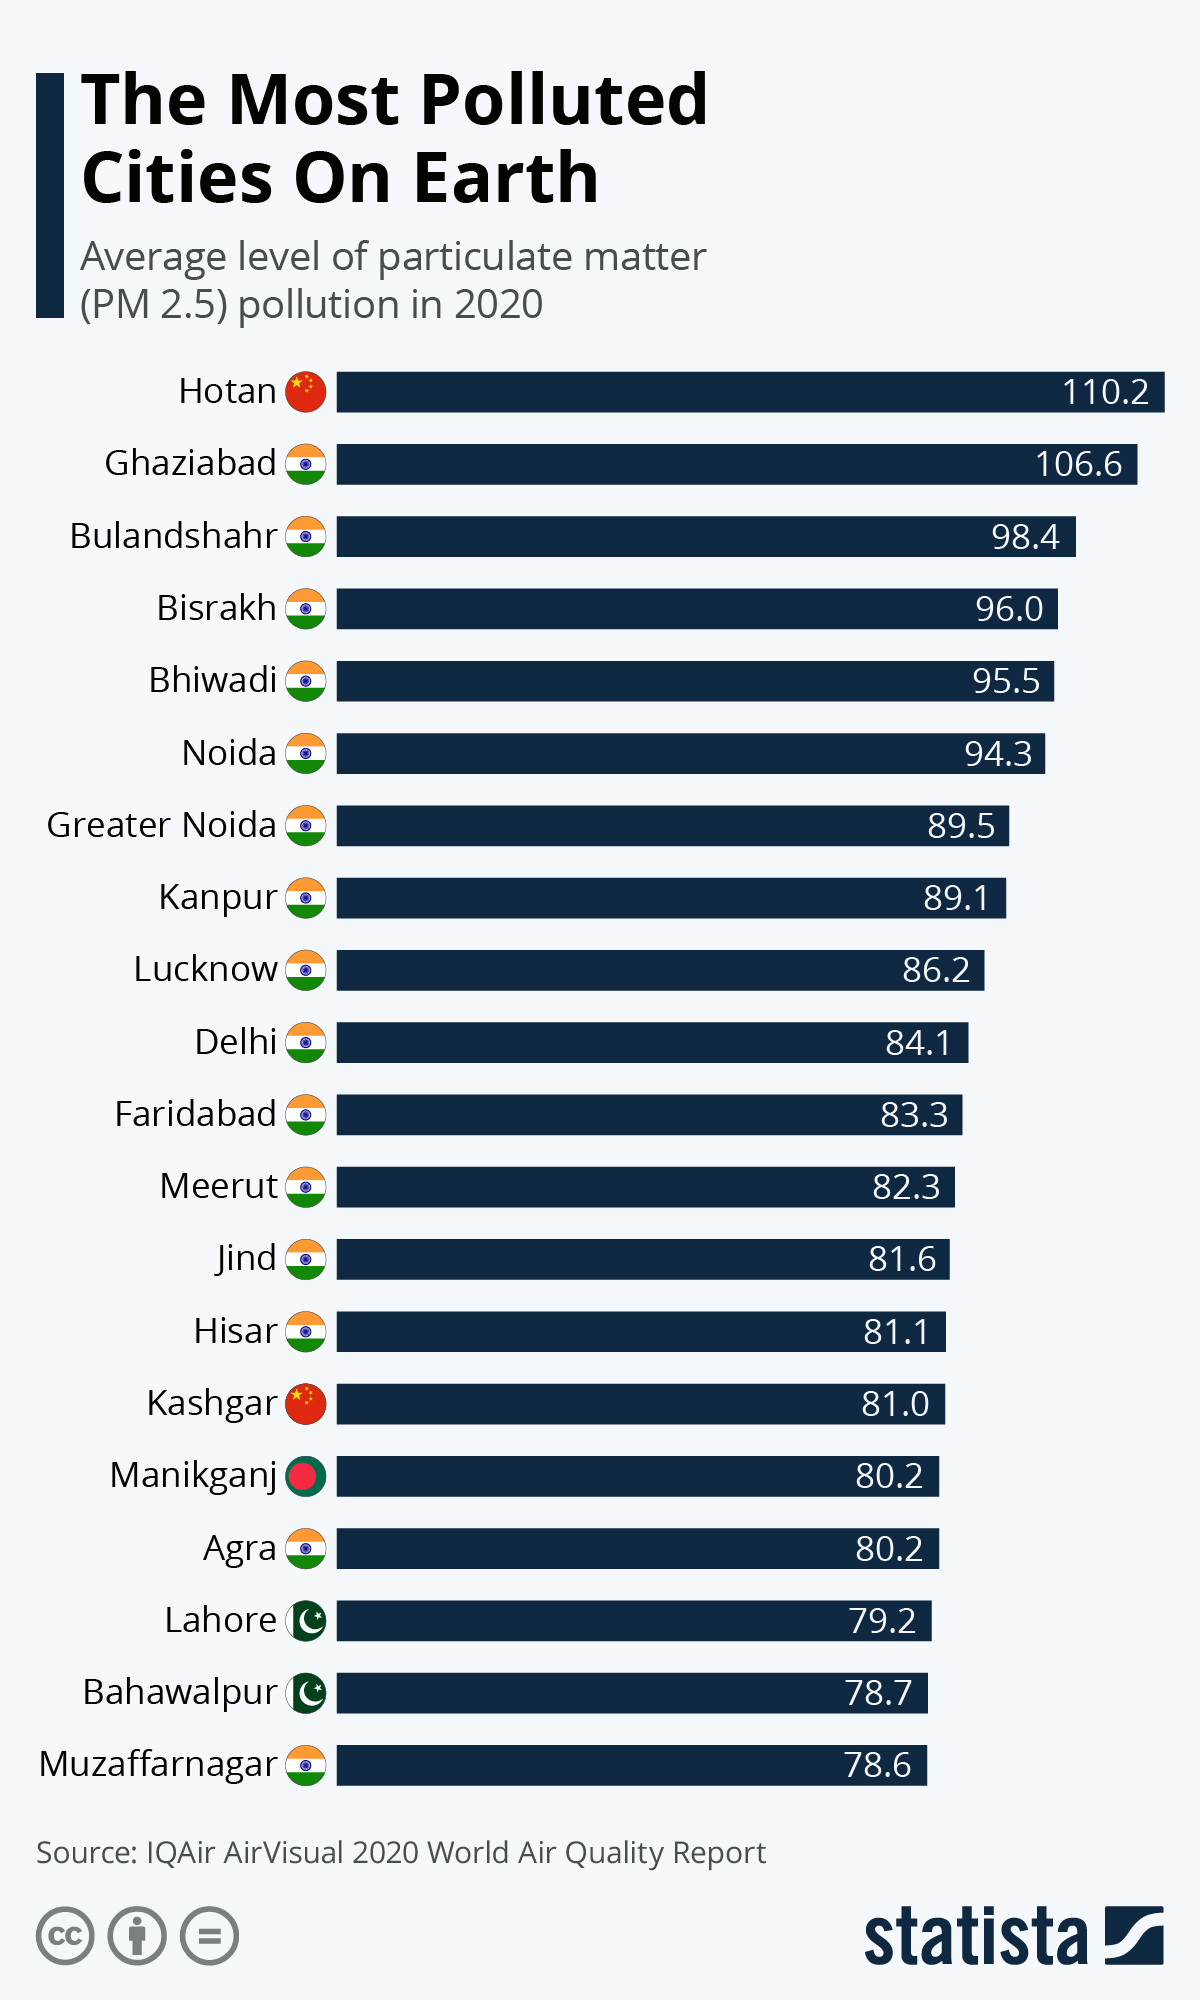 The Most Polluted
Cities On Earth
Average level of particulate matter
(PM 2.5) pollution in 2020
Hotan 110.2
Ghaziabad 106.6
Bulandshahr 98.4
Bisrakh 96.0
Bhiwadi 95.5
Noida 94.3
Greater Noida 89.5
Kanpur 89.1
Lucknow 86.2
Delhi 84.1
Faridabad 83.3
Meerut 82.3
Jind 81.6
Hisar 81.1
Kashgar 81.0
Manikganj 80.2
Agra 80.2
Lahore 79.2
Bahawalpur 78.7
Muzaffarnagar 78.6
Source: IQAir AirVisual 2020 World Air Quality Report
cc = statista